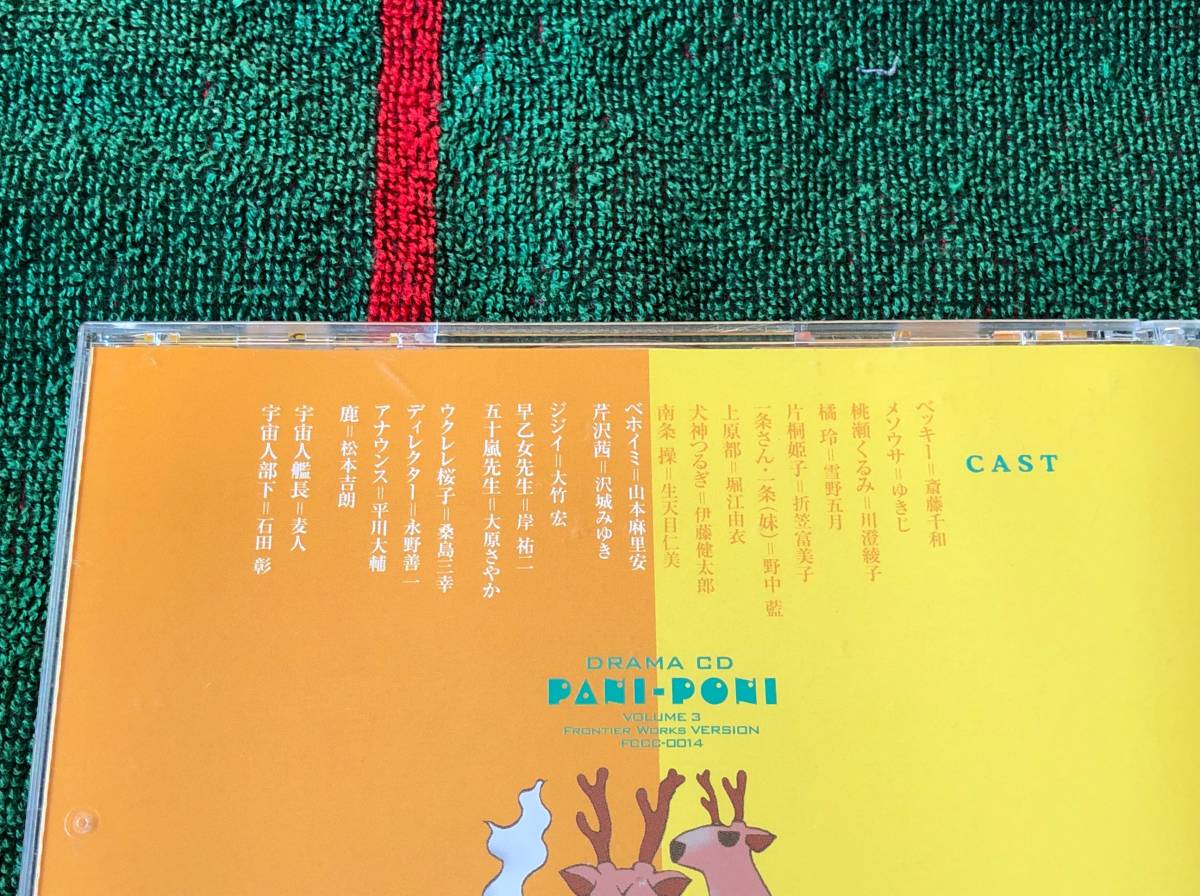 CAST
ベッキー=斎藤千和
メソウサ=ゆきじ
桃瀬くるみ=川澄綾子
橘 玲=雪野五月
片桐姫子=折笠富美子
一条さん・一条(妹)=野中 藍
上原都=堀江由衣
犬神つるぎ=伊藤健太郎
南条 操=生天目仁美
ベホイミ=山本麻里安
芹沢茜=沢城みゆき
ジジイ=大竹 宏
早乙女先生=岸 祐二
五十嵐先生=大原さやか
ウクレレ桜子=桑島三幸
ディレクター=永野善一
アナウンス=平川大輔
鹿=松本吉朗
宇宙人艦長=麦人
宇宙人部下=石田 彰
DRAMA CD
PANI-PONI
VOLUME 3
FRONTIER WORKS VERSION
FCCC-0014